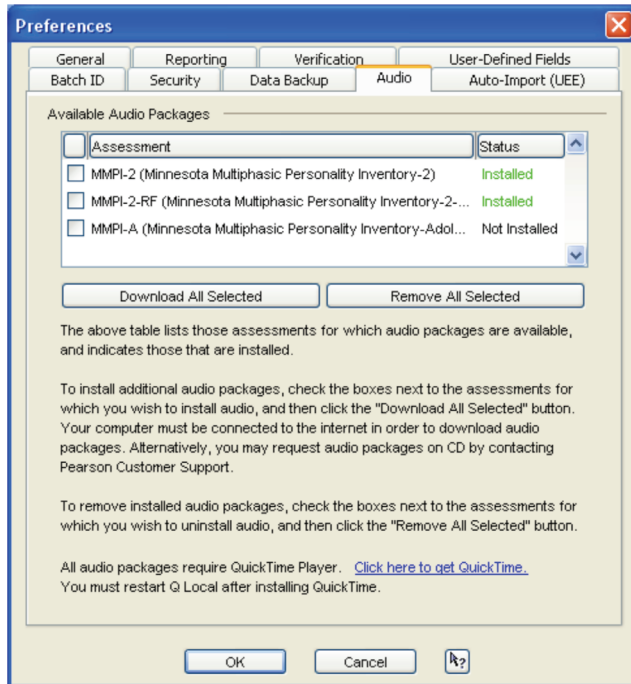 Preferences
General Reporting Verification User-Defined Fields
Batch ID Security Data Backup Audio Auto-Import (UEE)
Available Audio Packages
Assessment Status
MMPI-2 (Minnesota Multiphasic Personality Inventory-2) Installed
MMPI-2-RF (Minnesota Multiphasic Personality Inventory-2-... Installed
MMPI-A (Minnesota Multiphasic Personality Inventory-Adol... Not Installed
Download All Selected Remove All Selected
The above table lists those assessments for which audio packages are available,
and indicates those that are installed.
To install additional audio packages, check the boxes next to the assessments for
which you wish to install audio, and then click the "Download All Selected" button.
Your computer must be connected to the internet in order to download audio
packages. Alternatively, you may request audio packages on CD by contacting
Pearson Customer Support.
To remove installed audio packages, check the boxes next to the assessments for
which you wish to uninstall audio, and then click the "Remove All Selected" button.
All audio packages require QuickTime Player. Click here to get QuickTime.
You must restart Q Local after installing QuickTime.
OK Cancel ?